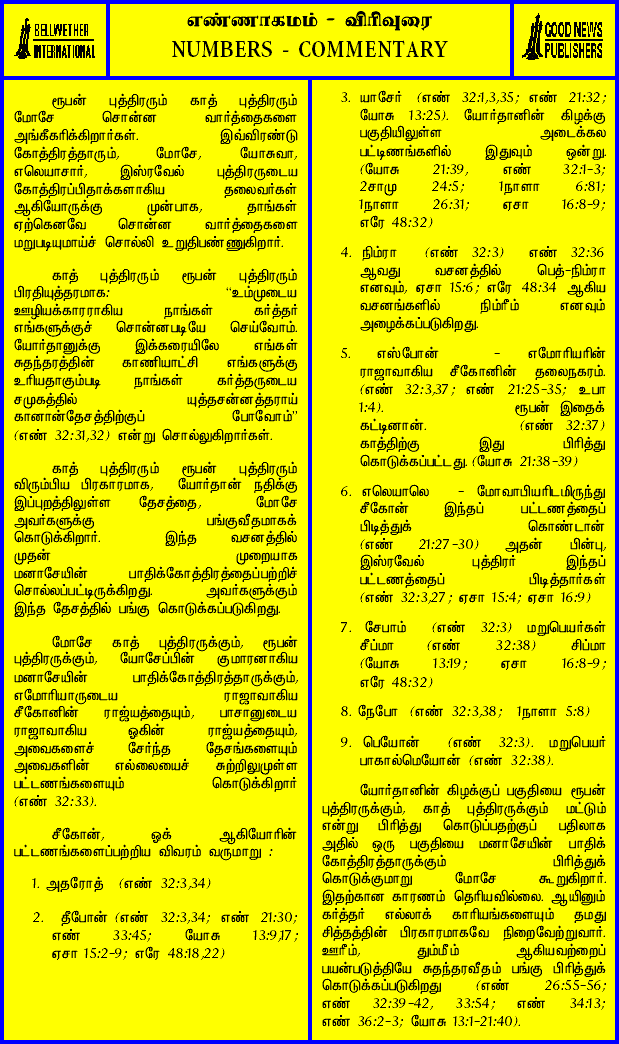 BELLWETHER
INTERNATIONAL
எண்ணாகமம் - விரிவுரை
NUMBERS - COMMENTARY
GOOD NEWS
PUBLISHERS
ரூபன் புத்திரரும் காத் புத்திரரும்
மோசே சொன்ன வார்த்தைகளை
அங்கீகரிக்கிறார்கள். இவ்விரண்டு
கோத்திரத்தாரும், மோசே, யோசுவா,
எலெயாசார், இஸ்ரவேல் புத்திரருடைய
கோத்திரப்பிதாக்களாகிய தலைவர்கள்
ஆகியோருக்கு முன்பாக, தாங்கள்
ஏற்கெனவே சொன்ன வார்த்தைகளை
மறுபடியுமாய்ச் சொல்லி உறுதிபண்ணுகிறார்.
காத் புத்திரரும் ரூபன் புத்திரரும்
பிரதியுத்தரமாக: “உம்முடைய
ஊழியக்காரராகிய நாங்கள் கர்த்தர்
எங்களுக்குச் சொன்னபடியே செய்வோம்.
யோர்தானுக்கு இக்கரையிலே எங்கள்
சுதந்தரத்தின் காணியாட்சி எங்களுக்கு
உரியதாகும்படி நாங்கள் கர்த்தருடைய
சமுகத்தில் யுத்தசன்னத்தராய்
கானான்தேசத்திற்குப் போவோம்”
(எண் 32:31,32) என்று சொல்லுகிறார்கள்.
காத் புத்திரரும் ரூபன் புத்திரரும்
விரும்பிய பிரகாரமாக, யோர்தான் நதிக்கு
இப்புறத்திலுள்ள தேசத்தை, மோசே
அவர்களுக்கு பங்குவீதமாகக்
கொடுக்கிறார். இந்த வசனத்தில்
முதன் முறையாக
மனாசேயின் பாதிக்கோத்திரத்தைப்பற்றிச்
சொல்லப்பட்டிருக்கிறது. அவர்களுக்கும்
இந்த தேசத்தில் பங்கு கொடுக்கப்படுகிறது.
மோசே காத் புத்திரருக்கும், ரூபன்
புத்திரருக்கும், யோசேப்பின் குமாரனாகிய
மனாசேயின் பாதிக்கோத்திரத்தாருக்கும்,
எமோரியாருடைய ராஜாவாகிய
சீகோனின் ராஜ்யத்தையும், பாசானுடைய
ராஜாவாகிய ஓகின் ராஜ்யத்தையும்,
அவைகளைச் சேர்ந்த தேசங்களையும்
அவைகளின் எல்லையைச் சுற்றிலுமுள்ள
பட்டணங்களையும் கொடுக்கிறார்
(எண் 32:33).
சீகோன், ஒக் ஆகியோரின்
பட்டணங்களைப்பற்றிய விவரம் வருமாறு :
1. அதரோத் (எண் 32:3,34)
2. தீபோன் (எண் 32:3,34; எண் 21:30;
எண் 33:45; யோசு 13:9,17;
ஏசா 15:2-9; எரே 48:18,22)
3. யாசேர் (எண் 32:1,3,35; எண் 21:32;
யோசு 13:25). யோர்தானின் கிழக்கு
பகுதியிலுள்ள அடைக்கல
பட்டிணங்களில் இதுவும் ஒன்று.
(யோசு 21:39, எண் 32:1-3;
2சாமு 24:5; 1நாளா 6:81;
1நாளா 26:31; ஏசா 16:8-9;
எரே 48:32)
4. நிம்ரா (எண் 32:3) எண் 32:36
ஆவது வசனத்தில் பெத்-நிம்ரா
எனவும், ஏசா 15:6; எரே 48:34 ஆகிய
வசனங்களில் நிம்ரீம் எனவும்
அழைக்கப்படுகிறது.
5. எஸ்போன் - எமோரியரின்
ராஜாவாகிய சீகோனின் தலைநகரம்.
(எண் 32:3,37; எண் 21:25-35; உபா
1:4). ரூபன் இதைக்
கட்டினான். (எண் 32:37)
காத்திற்கு இது பிரித்து
கொடுக்கப்பட்டது. (யோசு 21:38-39)
6. எலெயாலெ - மோவாபியரிடமிருந்து
சீகோன் இந்தப் பட்டணத்தைப்
பிடித்துக் கொண்டான்
(எண் 21:27-30) அதன் பின்பு,
இஸ்ரவேல் புத்திரர் இந்தப்
பட்டணத்தைப் பிடித்தார்கள்
(எண் 32:3,27; ஏசா 15:4; ஏசா 16:9)
7. சேபாம் (எண் 32:3) மறுபெயர்கள்
சீப்மா (எண் 32:38) சிப்மா
(யோசு 13:19; ஏசா 16:8-9;
எரே 48:32)
8. நேபோ (எண் 32:3,38; 1நாளா 5:8)
9. பெயோன் (எண் 32:3). மறுபெயர்
பாகால்மெயோன் (எண் 32:38).
யோர்தானின் கிழக்குப் பகுதியை ரூபன்
புத்திரருக்கும், காத் புத்திரருக்கும் மட்டும்
என்று பிரித்து கொடுப்பதற்குப் பதிலாக
அதில் ஒரு பகுதியை மனாசேயின் பாதிக்
கோத்திரத்தாருக்கும் பிரித்துக்
கொடுக்குமாறு மோசே கூறுகிறார்.
இதற்கான காரணம் தெரியவில்லை. ஆயினும்
கர்த்தர் எல்லாக் காரியங்களையும் தமது
சித்தத்தின் பிரகாரமாகவே நிறைவேற்றுவார்.
ஊரீம், தும்மீம் ஆகியவற்றைப்
பயன்படுத்தியே சுதந்தரவீதம் பங்கு பிரித்துக்
கொடுக்கப்படுகிறது (எண் 26:55-56;
எண் 32:39-42, 33:54; எண் 34:13;
எண் 36:2-3; யோசு 13:1-21:40).